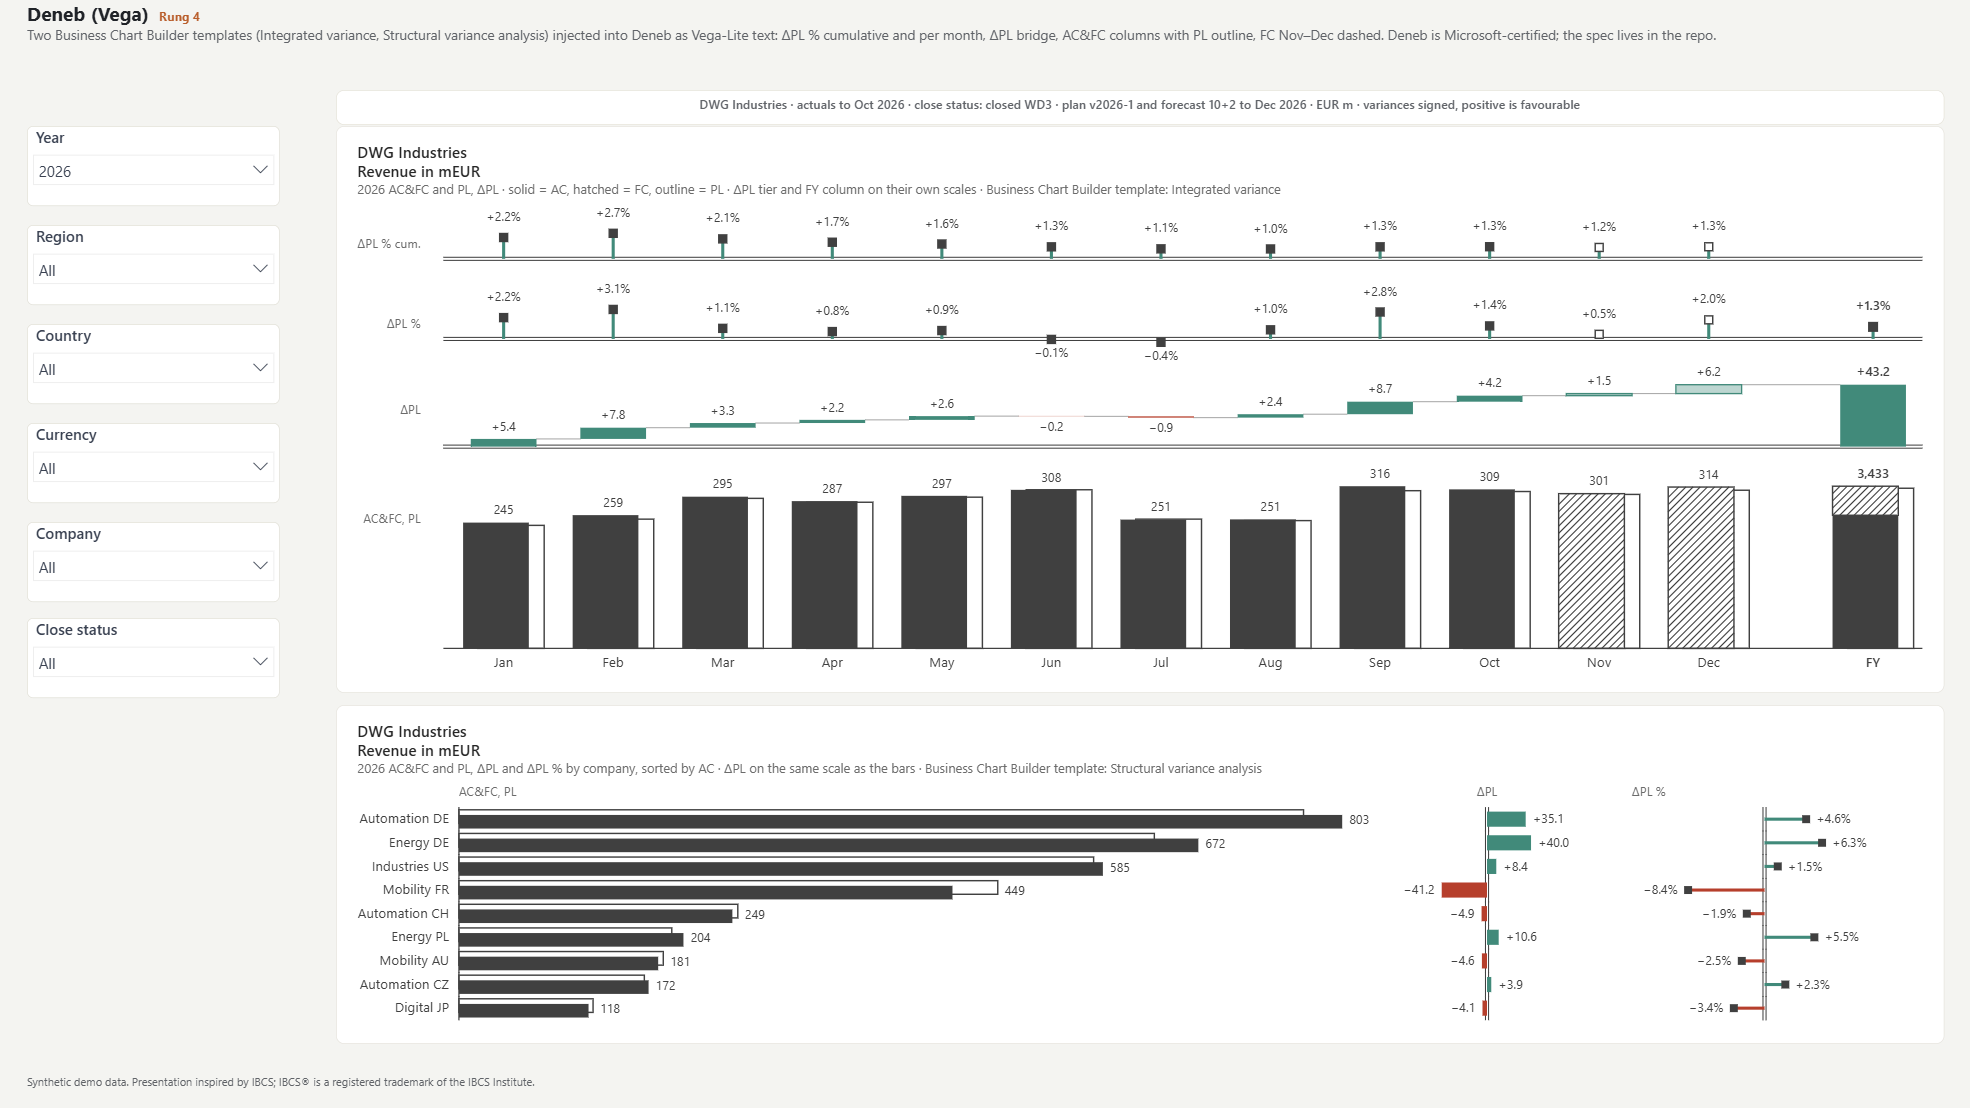 Deneb (Vega) Rung 4
Two Business Chart Builder templates (Integrated variance, Structural variance analysis) injected into Deneb as Vega-Lite text: ΔPL % cumulative and per month, ΔPL bridge, AC&FC columns with PL outline, FC Nov–Dec dashed. Deneb is Microsoft-certified; the spec lives in the repo.
DWG Industries · actuals to Oct 2026 · close status: closed WD3 · plan v2026-1 and forecast 10+2 to Dec 2026 · EUR m · variances signed, positive is favourable
Year
2026
Region
All
Country
All
Currency
All
Company
All
Close status
All
DWG Industries
Revenue in mEUR
2026 AC&FC and PL, ΔPL · solid = AC, hatched = FC, outline = PL · ΔPL tier and FY column on their own scales · Business Chart Builder template: Integrated variance
ΔPL % cum. +2.2% +2.7% +2.1% +1.7% +1.6% +1.3% +1.1% +1.0% +1.3% +1.3% +1.2% +1.3%
ΔPL % +2.2% +3.1% +1.1% +0.8% +0.9% −0.1% −0.4% +1.0% +2.8% +1.4% +0.5% +2.0% +1.3%
ΔPL +5.4 +7.8 +3.3 +2.2 +2.6 −0.2 −0.9 +2.4 +8.7 +4.2 +1.5 +6.2 +43.2
AC&FC, PL 245 259 295 287 297 308 251 251 316 309 301 314 3,433
Jan Feb Mar Apr May Jun Jul Aug Sep Oct Nov Dec FY
DWG Industries
Revenue in mEUR
2026 AC&FC and PL, ΔPL and ΔPL % by company, sorted by AC · ΔPL on the same scale as the bars · Business Chart Builder template: Structural variance analysis
AC&FC, PL ΔPL ΔPL %
Automation DE 803 +35.1 +4.6%
Energy DE 672 +40.0 +6.3%
Industries US 585 +8.4 +1.5%
Mobility FR 449 −41.2 −8.4%
Automation CH 249 −4.9 −1.9%
Energy PL 204 +10.6 +5.5%
Mobility AU 181 −4.6 −2.5%
Automation CZ 172 +3.9 +2.3%
Digital JP 118 −4.1 −3.4%
Synthetic demo data. Presentation inspired by IBCS; IBCS® is a registered trademark of the IBCS Institute.